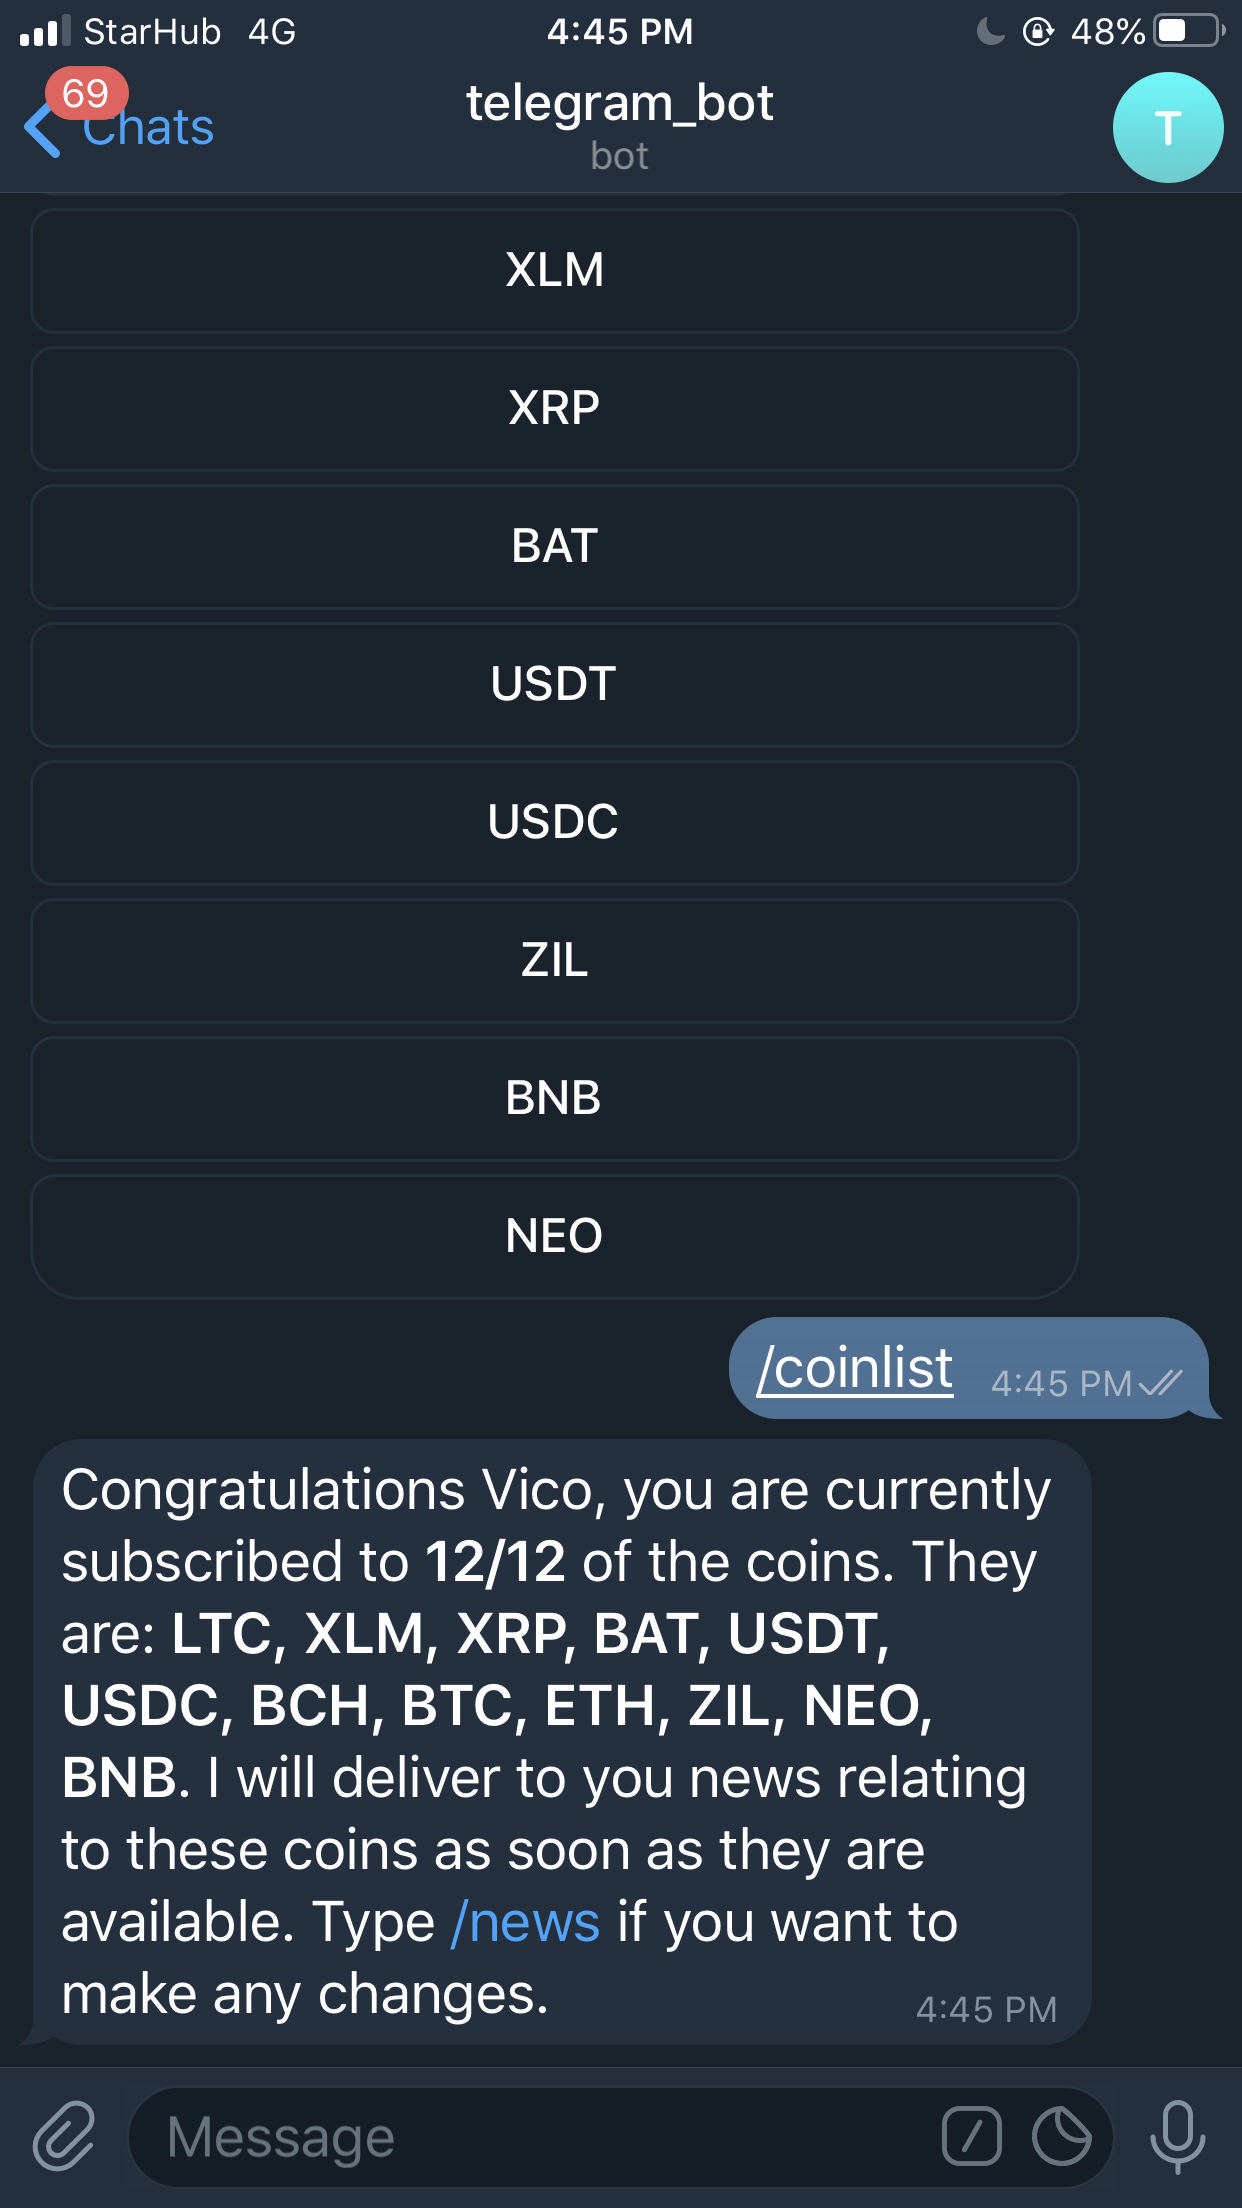 StarHub 4G 4:45 PM 48%
69
Chats
telegram_bot
bot
T
XLM
XRP
BAT
USDT
USDC
ZIL
BNB
NEO
/coinlist 4:45 PM
Congratulations Vico, you are currently
subscribed to 12/12 of the coins. They
are: LTC, XLM, XRP, BAT, USDT,
USDC, BCH, BTC, ETH, ZIL, NEO,
BNB. I will deliver to you news relating
to these coins as soon as they are
available. Type /news if you want to
make any changes.
4:45 PM
Message